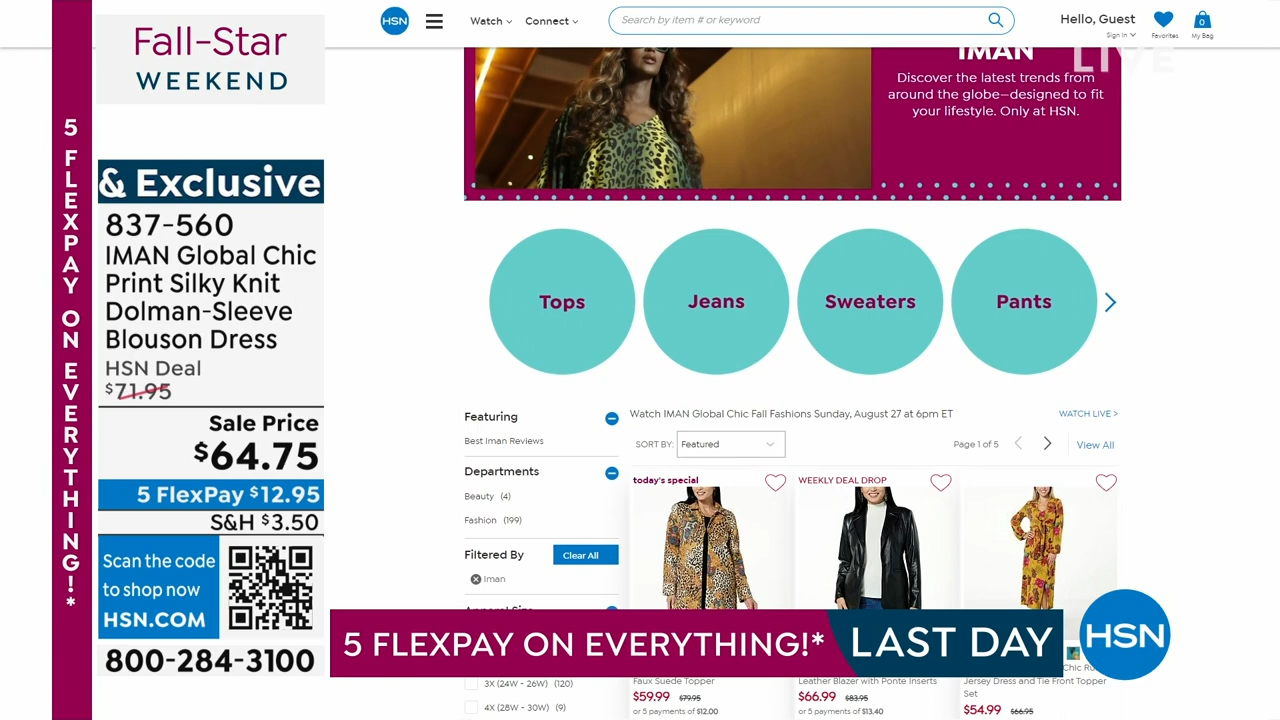 5 FLEXPAY ON EVERYTHING!*
Fall-Star
WEEKEND
& Exclusive
837-560
IMAN Global Chic
Print Silky Knit
Dolman-Sleeve
Blouson Dress
HSN Deal
$71.95
Sale Price
$64.75
5 FlexPay $12.95
S&H $3.50
Scan the code
to shop now
HSN.COM
800-284-3100
HSN
Watch
Connect
Search by item # or keyword
Hello, Guest
Sign In
Favorites
0
My Bag
LIVE
IMAN
Discover the latest trends from
around the globe—designed to fit
your lifestyle. Only at HSN.
Tops
Jeans
Sweaters
Pants
Featuring
Best Iman Reviews
Departments
Beauty (4)
Fashion (199)
Filtered By
Clear All
Iman
Apparel Size
3X (24W - 26W) (120)
4X (28W - 30W) (9)
Watch IMAN Global Chic Fall Fashions Sunday, August 27 at 6pm ET
WATCH LIVE >
SORT BY: Featured
Page 1 of 5
View All
today's special
Faux Suede Topper
$59.99 $79.95
or 5 payments of $12.00
WEEKLY DEAL DROP
Leather Blazer with Ponte Inserts
$66.99 $83.95
or 5 payments of $13.40
Jersey Dress and Tie Front Topper
Set
$54.99 $66.95
5 FLEXPAY ON EVERYTHING!*
LAST DAY
HSN